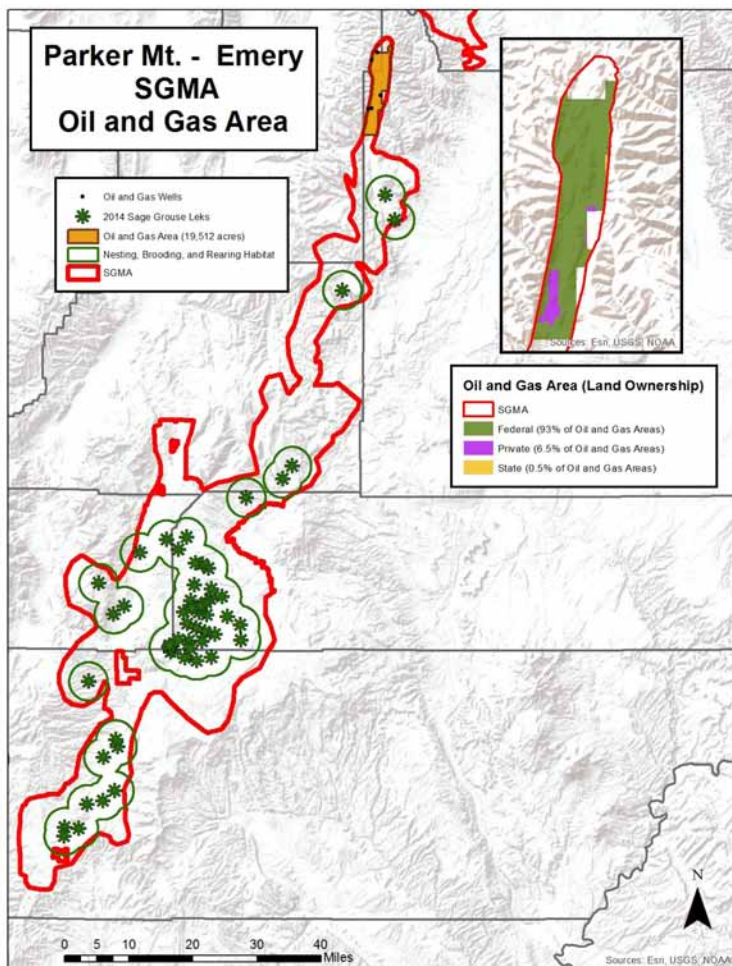 Parker Mt. - Emery
SGMA
Oil and Gas Area
Oil and Gas Wells
2014 Sage Grouse Leks
Oil and Gas Area (19,512 acres)
Nesting, Brooding, and Rearing Habitat
SGMA
Sources: Esri, USGS, NOAA
Oil and Gas Area (Land Ownership)
SGMA
Federal (93% of Oil and Gas Areas)
Private (6.5% of Oil and Gas Areas)
State (0.5% of Oil and Gas Areas)
N
0 5 10 20 30 40
Miles
Sources: Esri, USGS, NOAA